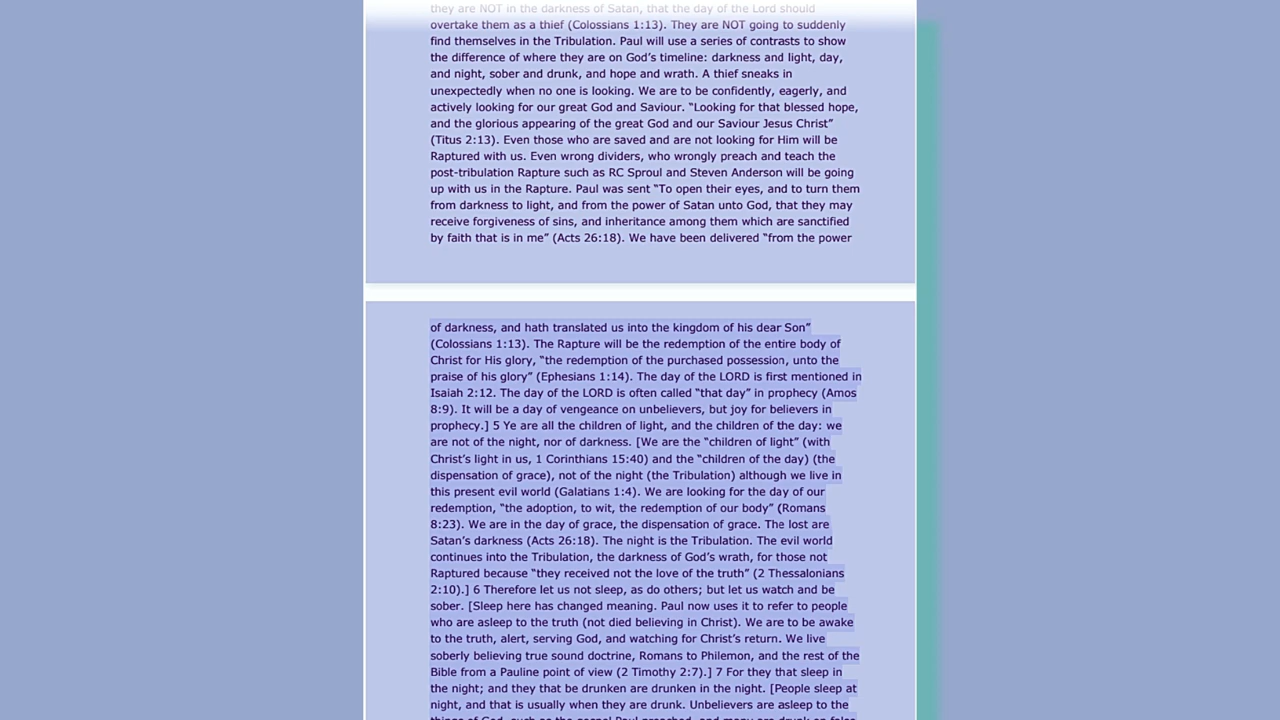 they are NOT in the darkness of Satan, that the day of the Lord should
overtake them as a thief (Colossians 1:13). They are NOT going to suddenly
find themselves in the Tribulation. Paul will use a series of contrasts to show
the difference of where they are on God’s timeline: darkness and light, day,
and night, sober and drunk, and hope and wrath. A thief sneaks in
unexpectedly when no one is looking. We are to be confidently, eagerly, and
actively looking for our great God and Saviour. “Looking for that blessed hope,
and the glorious appearing of the great God and our Saviour Jesus Christ”
(Titus 2:13). Even those who are saved and are not looking for Him will be
Raptured with us. Even wrong dividers, who wrongly preach and teach the
post-tribulation Rapture such as RC Sproul and Steven Anderson will be going
up with us in the Rapture. Paul was sent “To open their eyes, and to turn them
from darkness to light, and from the power of Satan unto God, that they may
receive forgiveness of sins, and inheritance among them which are sanctified
by faith that is in me” (Acts 26:18). We have been delivered “from the power
of darkness, and hath translated us into the kingdom of his dear Son”
(Colossians 1:13). The Rapture will be the redemption of the entire body of
Christ for His glory, “the redemption of the purchased possession, unto the
praise of his glory” (Ephesians 1:14). The day of the LORD is first mentioned in
Isaiah 2:12. The day of the LORD is often called “that day” in prophecy (Amos
8:9). It will be a day of vengeance on unbelievers, but joy for believers in
prophecy.] 5 Ye are all the children of light, and the children of the day: we
are not of the night, nor of darkness. [We are the “children of light” (with
Christ’s light in us, 1 Corinthians 15:40) and the “children of the day) (the
dispensation of grace), not of the night (the Tribulation) although we live in
this present evil world (Galatians 1:4). We are looking for the day of our
redemption, “the adoption, to wit, the redemption of our body” (Romans
8:23). We are in the day of grace, the dispensation of grace. The lost are
Satan’s darkness (Acts 26:18). The night is the Tribulation. The evil world
continues into the Tribulation, the darkness of God’s wrath, for those not
Raptured because “they received not the love of the truth” (2 Thessalonians
2:10).] 6 Therefore let us not sleep, as do others; but let us watch and be
sober. [Sleep here has changed meaning. Paul now uses it to refer to people
who are asleep to the truth (not died believing in Christ). We are to be awake
to the truth, alert, serving God, and watching for Christ’s return. We live
soberly believing true sound doctrine, Romans to Philemon, and the rest of the
Bible from a Pauline point of view (2 Timothy 2:7).] 7 For they that sleep in
the night; and they that be drunken are drunken in the night. [People sleep at
night, and that is usually when they are drunk. Unbelievers are asleep to the
things of God, such as the gospel Paul preached, and many are drunk on false